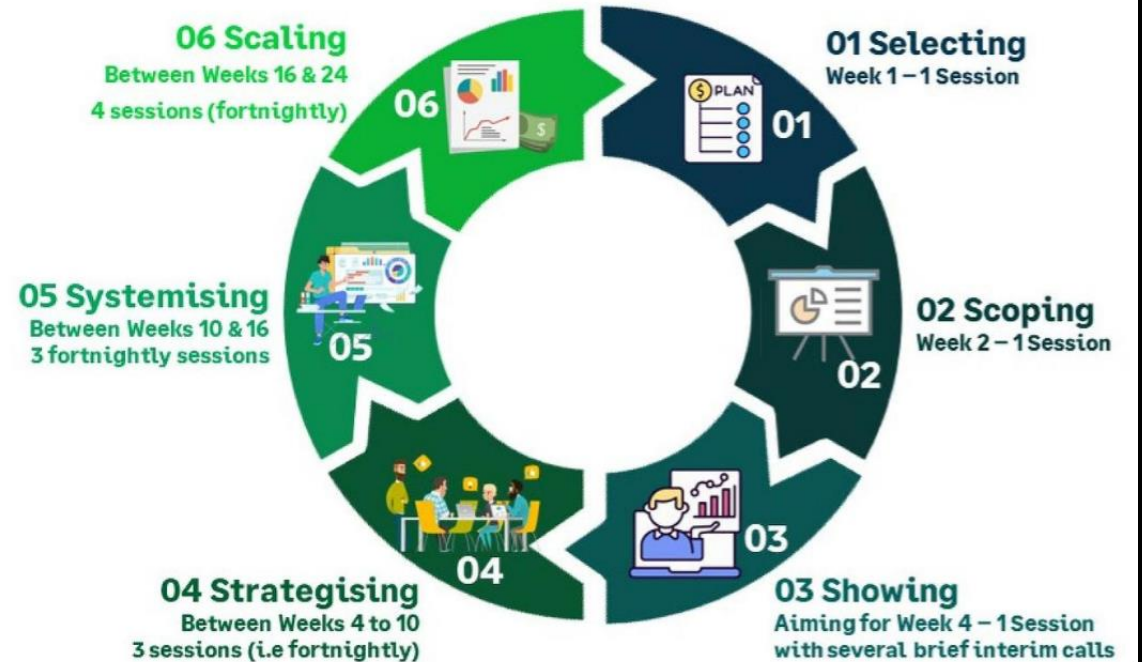 06 Scaling
Between Weeks 16 & 24
4 sessions (fortnightly)
06
$
$ PLAN
01
01 Selecting
Week 1 – 1 Session
05 Systemising
Between Weeks 10 & 16
3 fortnightly sessions
05
02
02 Scoping
Week 2 – 1 Session
04
03
04 Strategising
Between Weeks 4 to 10
3 sessions (i.e fortnightly)
03 Showing
Aiming for Week 4 – 1 Session
with several brief interim calls